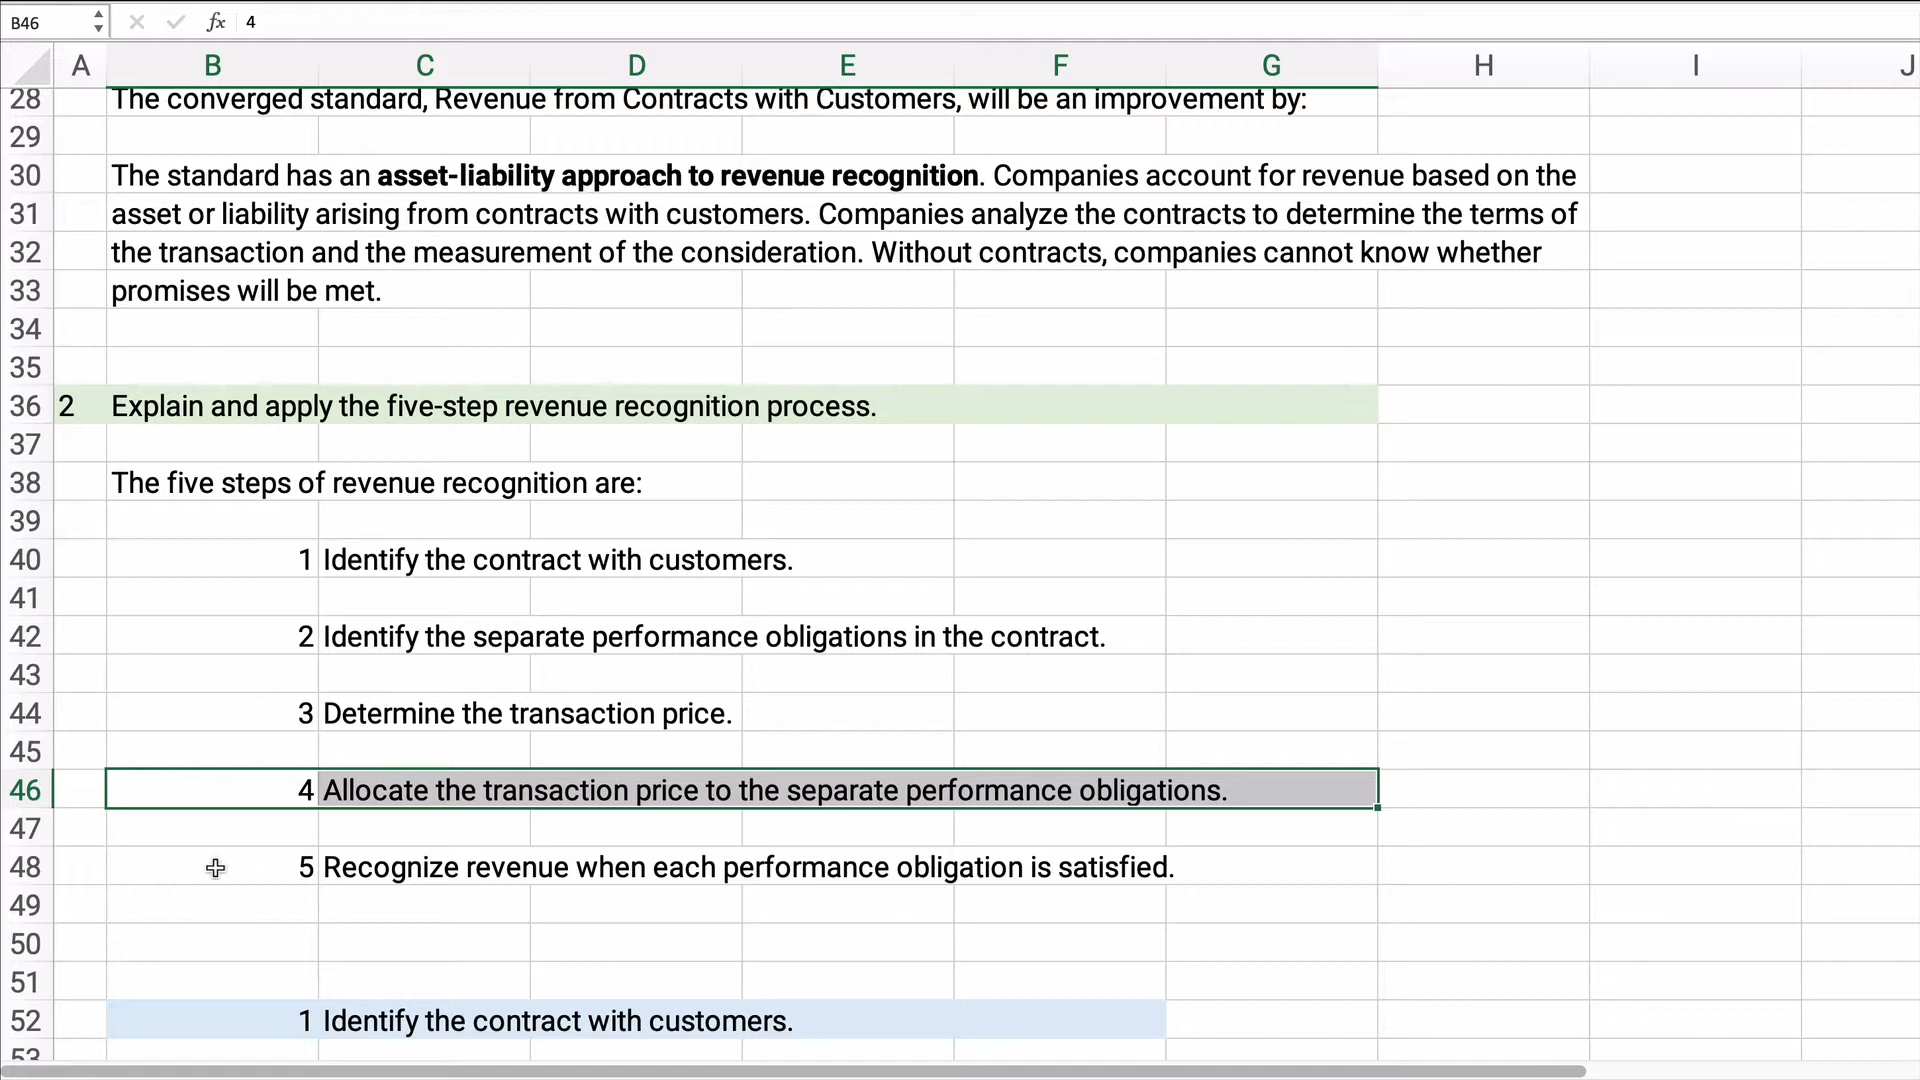 B46 fx 4
A B C D E F G H I J
28 The converged standard, Revenue from Contracts with Customers, will be an improvement by:
29
30 The standard has an asset-liability approach to revenue recognition. Companies account for revenue based on the
31 asset or liability arising from contracts with customers. Companies analyze the contracts to determine the terms of
32 the transaction and the measurement of the consideration. Without contracts, companies cannot know whether
33 promises will be met.
34
35
36 2 Explain and apply the five-step revenue recognition process.
37
38 The five steps of revenue recognition are:
39
40 1 Identify the contract with customers.
41
42 2 Identify the separate performance obligations in the contract.
43
44 3 Determine the transaction price.
45
46 4 Allocate the transaction price to the separate performance obligations.
47
48 5 Recognize revenue when each performance obligation is satisfied.
49
50
51
52 1 Identify the contract with customers.
53